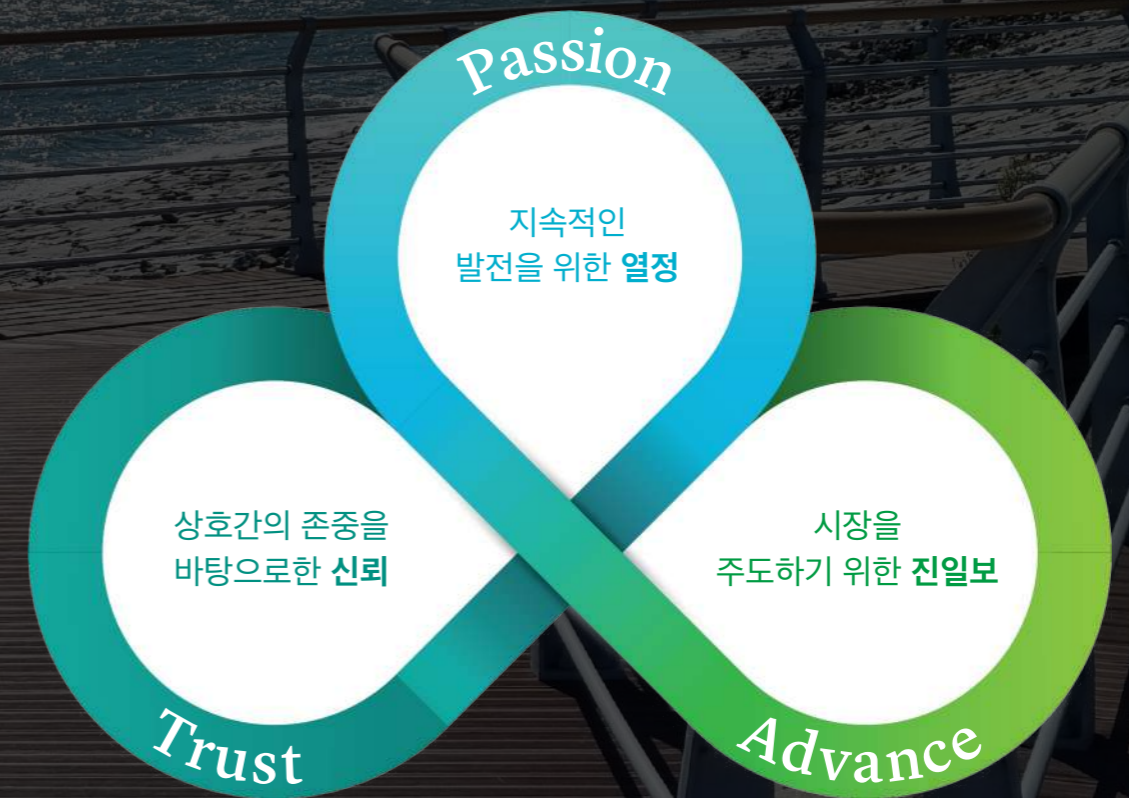 Passion
지속적인
발전을 위한 열정
상호간의 존중을
바탕으로한 신뢰
Trust
시장을
주도하기 위한 진일보
Advance